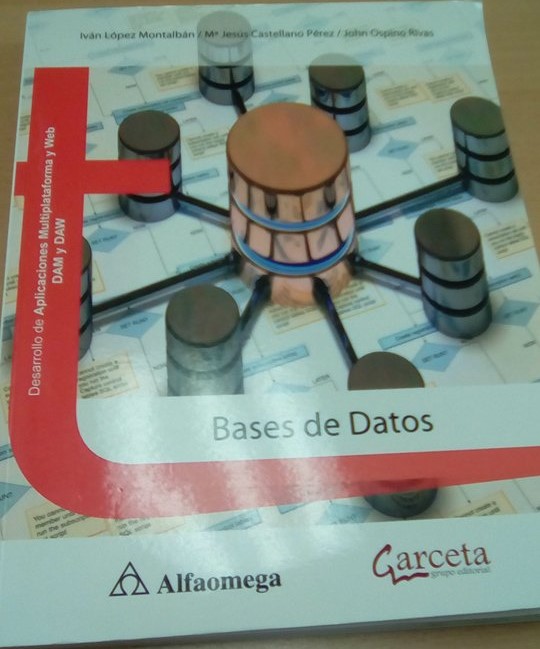 Iván López Montalbán / Mª Jesús Castellano Pérez / John Ospino Rivas
Desarrollo de Aplicaciones Multiplataforma y Web
DAM y DAW
Bases de Datos
Alfaomega
Garceta
grupo editorial